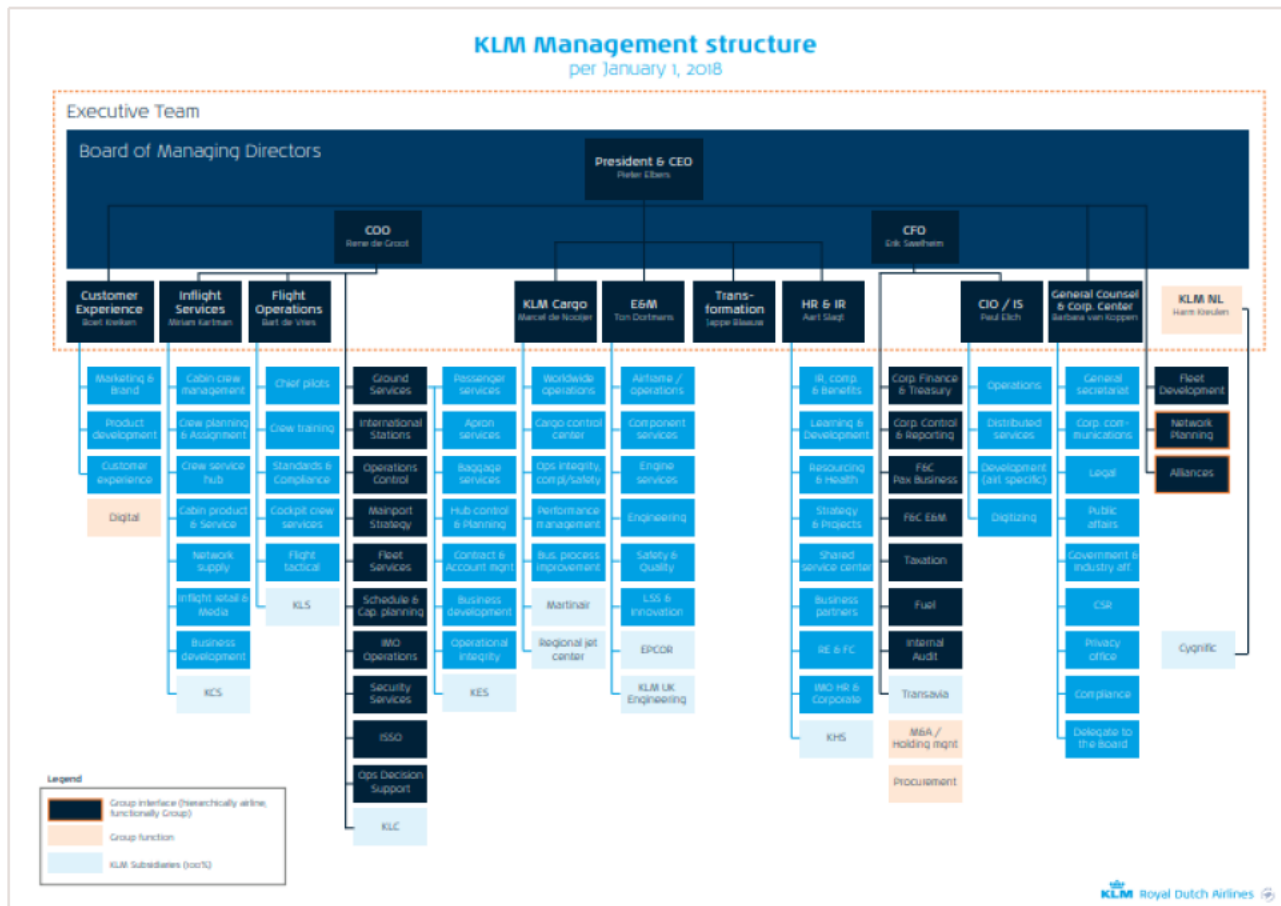 KLM Management structure
per January 1, 2018
Executive Team
Board of Managing Directors
President & CEO
Pieter Elbers
COO
Rene de Groot
CFO
Erik Swelheim
Customer
Experience
Boet Kreiken
Inflight
Services
Miriam Kartman
Flight
Operations
Bart de Vries
KLM Cargo
Marcel de Nooijer
E&M
Ton Dortmans
Trans-
formation
Jappe Blaauw
HR & IR
Aart Slagt
CIO / IS
Paul Elich
General Counsel
& Corp. Center
Barbara van Koppen
KLM NL
Harm Kreulen
Marketing &
Brand
Product
development
Customer
experience
Digital
Cabin crew
management
Crew planning
& Assignment
Crew service
hub
Cabin product
& Service
Network
supply
Inflight retail &
Media
Business
development
KCS
Chief pilots
Crew training
Standards &
Compliance
Cockpit crew
services
Flight
tactical
KLS
Ground
Services
International
Stations
Operations
Control
Mainport
Strategy
Fleet
Services
Schedule &
Cap. planning
IMO
Operations
Security
Services
ISSO
Ops Decision
Support
KLC
Passenger
services
Apron
services
Baggage
services
Hub control
& Planning
Contract &
Account mgnt
Business
development
Operational
integrity
KES
Worldwide
operations
Cargo control
center
Ops integrity,
compl/safety
Performance
management
Bus. process
improvement
Martinair
Regional jet
center
Airframe /
operations
Component
services
Engine
services
Engineering
Safety &
Quality
LSS &
Innovation
EPCOR
KLM UK
Engineering
IR, comp.
& Benefits
Learning &
Development
Resourcing
& Health
Strategy
& Projects
Shared
service center
Business
partners
RE & FC
IMO HR &
Corporate
KHS
Corp. Finance
& Treasury
Corp. Control
& Reporting
F&C
Pax Business
F&C E&M
Taxation
Fuel
Internal
Audit
Transavia
M&A /
Holding mgnt
Procurement
Operations
Distributed
services
Development
(airl. specific)
Digitizing
General
secretariat
Corp. com-
munications
Legal
Public
affairs
Government &
Industry aff.
CSR
Privacy
office
Compliance
Delegate to
the Board
Fleet
Development
Network
Planning
Alliances
Cygnific
Legend
Group interface (hierarchically airline,
functionally Group)
Group function
KLM Subsidiaries (100%)
KLM Royal Dutch Airlines